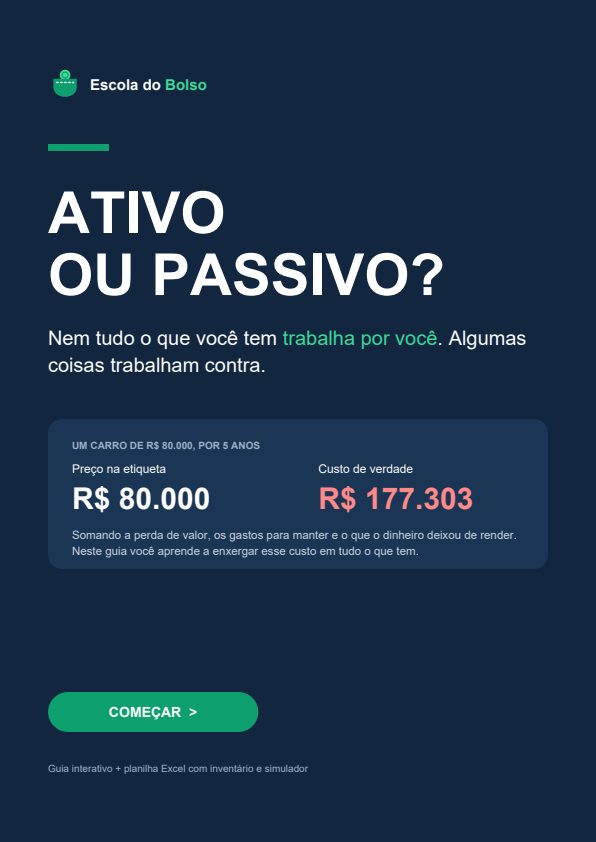 Escola do Bolso
ATIVO
OU PASSIVO?
Nem tudo o que você tem trabalha por você. Algumas
coisas trabalham contra.
UM CARRO DE R$ 80.000, POR 5 ANOS
Preço na etiqueta
Custo de verdade
R$ 80.000
R$ 177.303
Somando a perda de valor, os gastos para manter e o que o dinheiro deixou de render.
Neste guia você aprende a enxergar esse custo em tudo o que tem.
COMEÇAR >
Guia interativo + planilha Excel com inventário e simulador